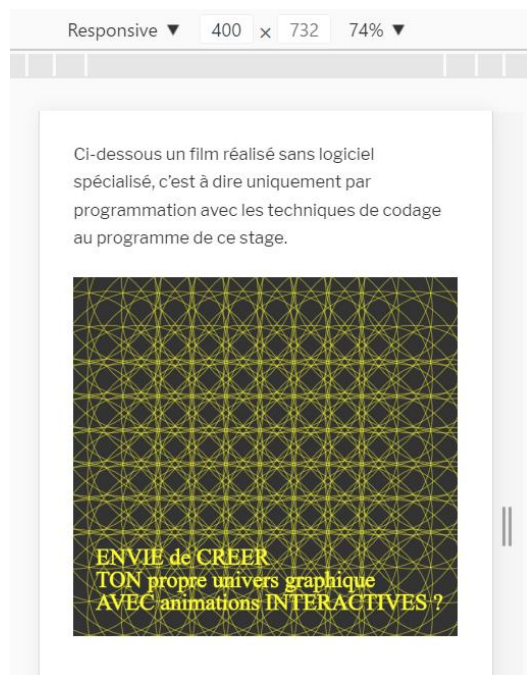 Responsive ▼ 400 × 732 74% ▼
Ci-dessous un film réalisé sans logiciel
spécialisé, c’est à dire uniquement par
programmation avec les techniques de codage
au programme de ce stage.
ENVIE de CREER
TON propre univers graphique
AVEC animations INTERACTIVES ?